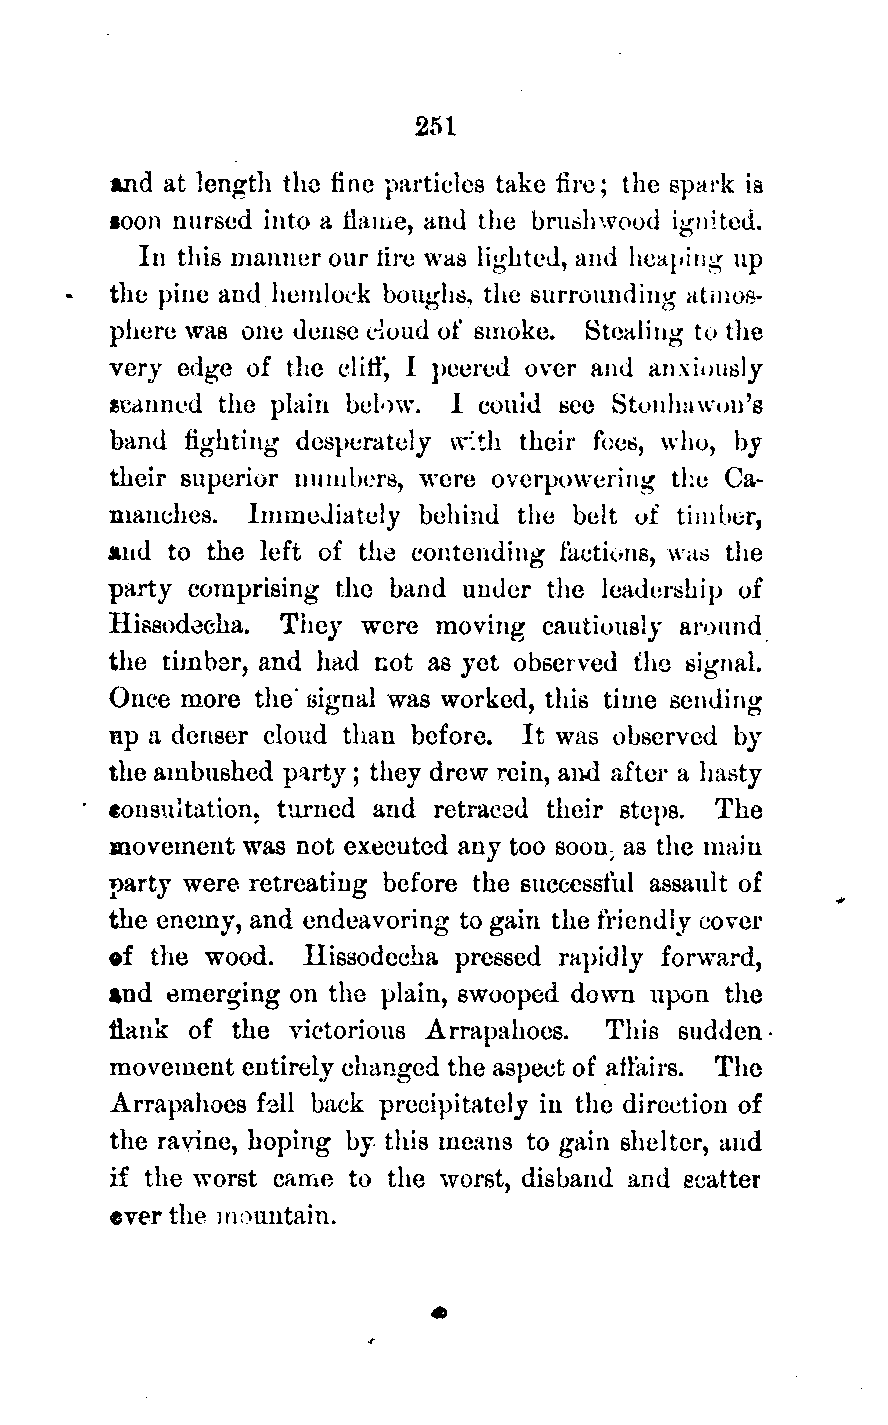 251
and at length the fine particles take fire; the spark is
soon nursed into a flame, and the brushwood ignited.
In this manner our fire was lighted, and heaping up
the pine and hemlock boughs, the surrounding atmos-
phere was one dense cloud of smoke. Stealing to the
very edge of the cliff, I peered over and anxiously
scanned the plain below. I could see Stonhawon's
band fighting desperately with their foes, who, by
their superior numbers, were overpowering the Ca-
manches. Immediately behind the belt of timber,
and to the left of the contending factions, was the
party comprising the band under the leadership of
Hissodecha. They were moving cautiously around
the timber, and had not as yet observed the signal.
Once more the signal was worked, this time sending
up a denser cloud than before. It was observed by
the ambushed party; they drew rein, and after a hasty
consultation, turned and retraced their steps. The
movement was not executed any too soon, as the main
party were retreating before the successful assault of
the enemy, and endeavoring to gain the friendly cover
of the wood. Hissodecha pressed rapidly forward,
and emerging on the plain, swooped down upon the
flank of the victorious Arrapahoes. This sudden
movement entirely changed the aspect of affairs. The
Arrapahoes fell back precipitately in the direction of
the ravine, hoping by this means to gain shelter, and
if the worst came to the worst, disband and scatter
over the mountain.